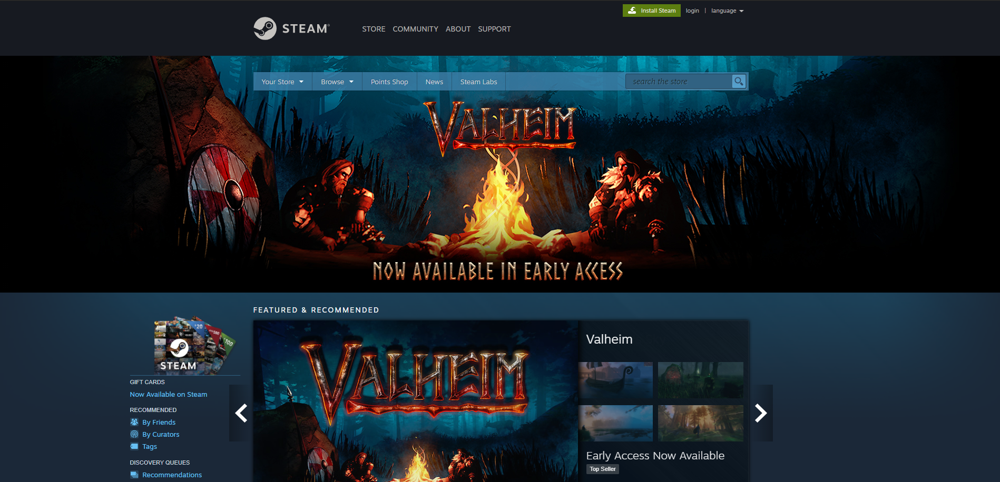 Install Steam login | language
STEAM®
STORE COMMUNITY ABOUT SUPPORT
Your Store Browse Points Shop News Steam Labs
search the store
VALHEIM
NOW AVAILABLE IN EARLY ACCESS
FEATURED & RECOMMENDED
$20
$100
STEAM
GIFT CARDS
Now Available on Steam
RECOMMENDED
By Friends
By Curators
Tags
DISCOVERY QUEUES
Recommendations
VALHEIM
Valheim
Early Access Now Available
Top Seller